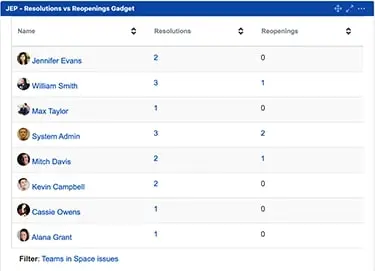 JEP - Resolutions vs Reopenings Gadget
Name Resolutions Reopenings
Jennifer Evans 2 0
William Smith 3 1
Max Taylor 1 0
System Admin 3 2
Mitch Davis 2 1
Kevin Campbell 2 0
Cassie Owens 1 0
Alana Grant 1 0
Filter: Teams in Space issues